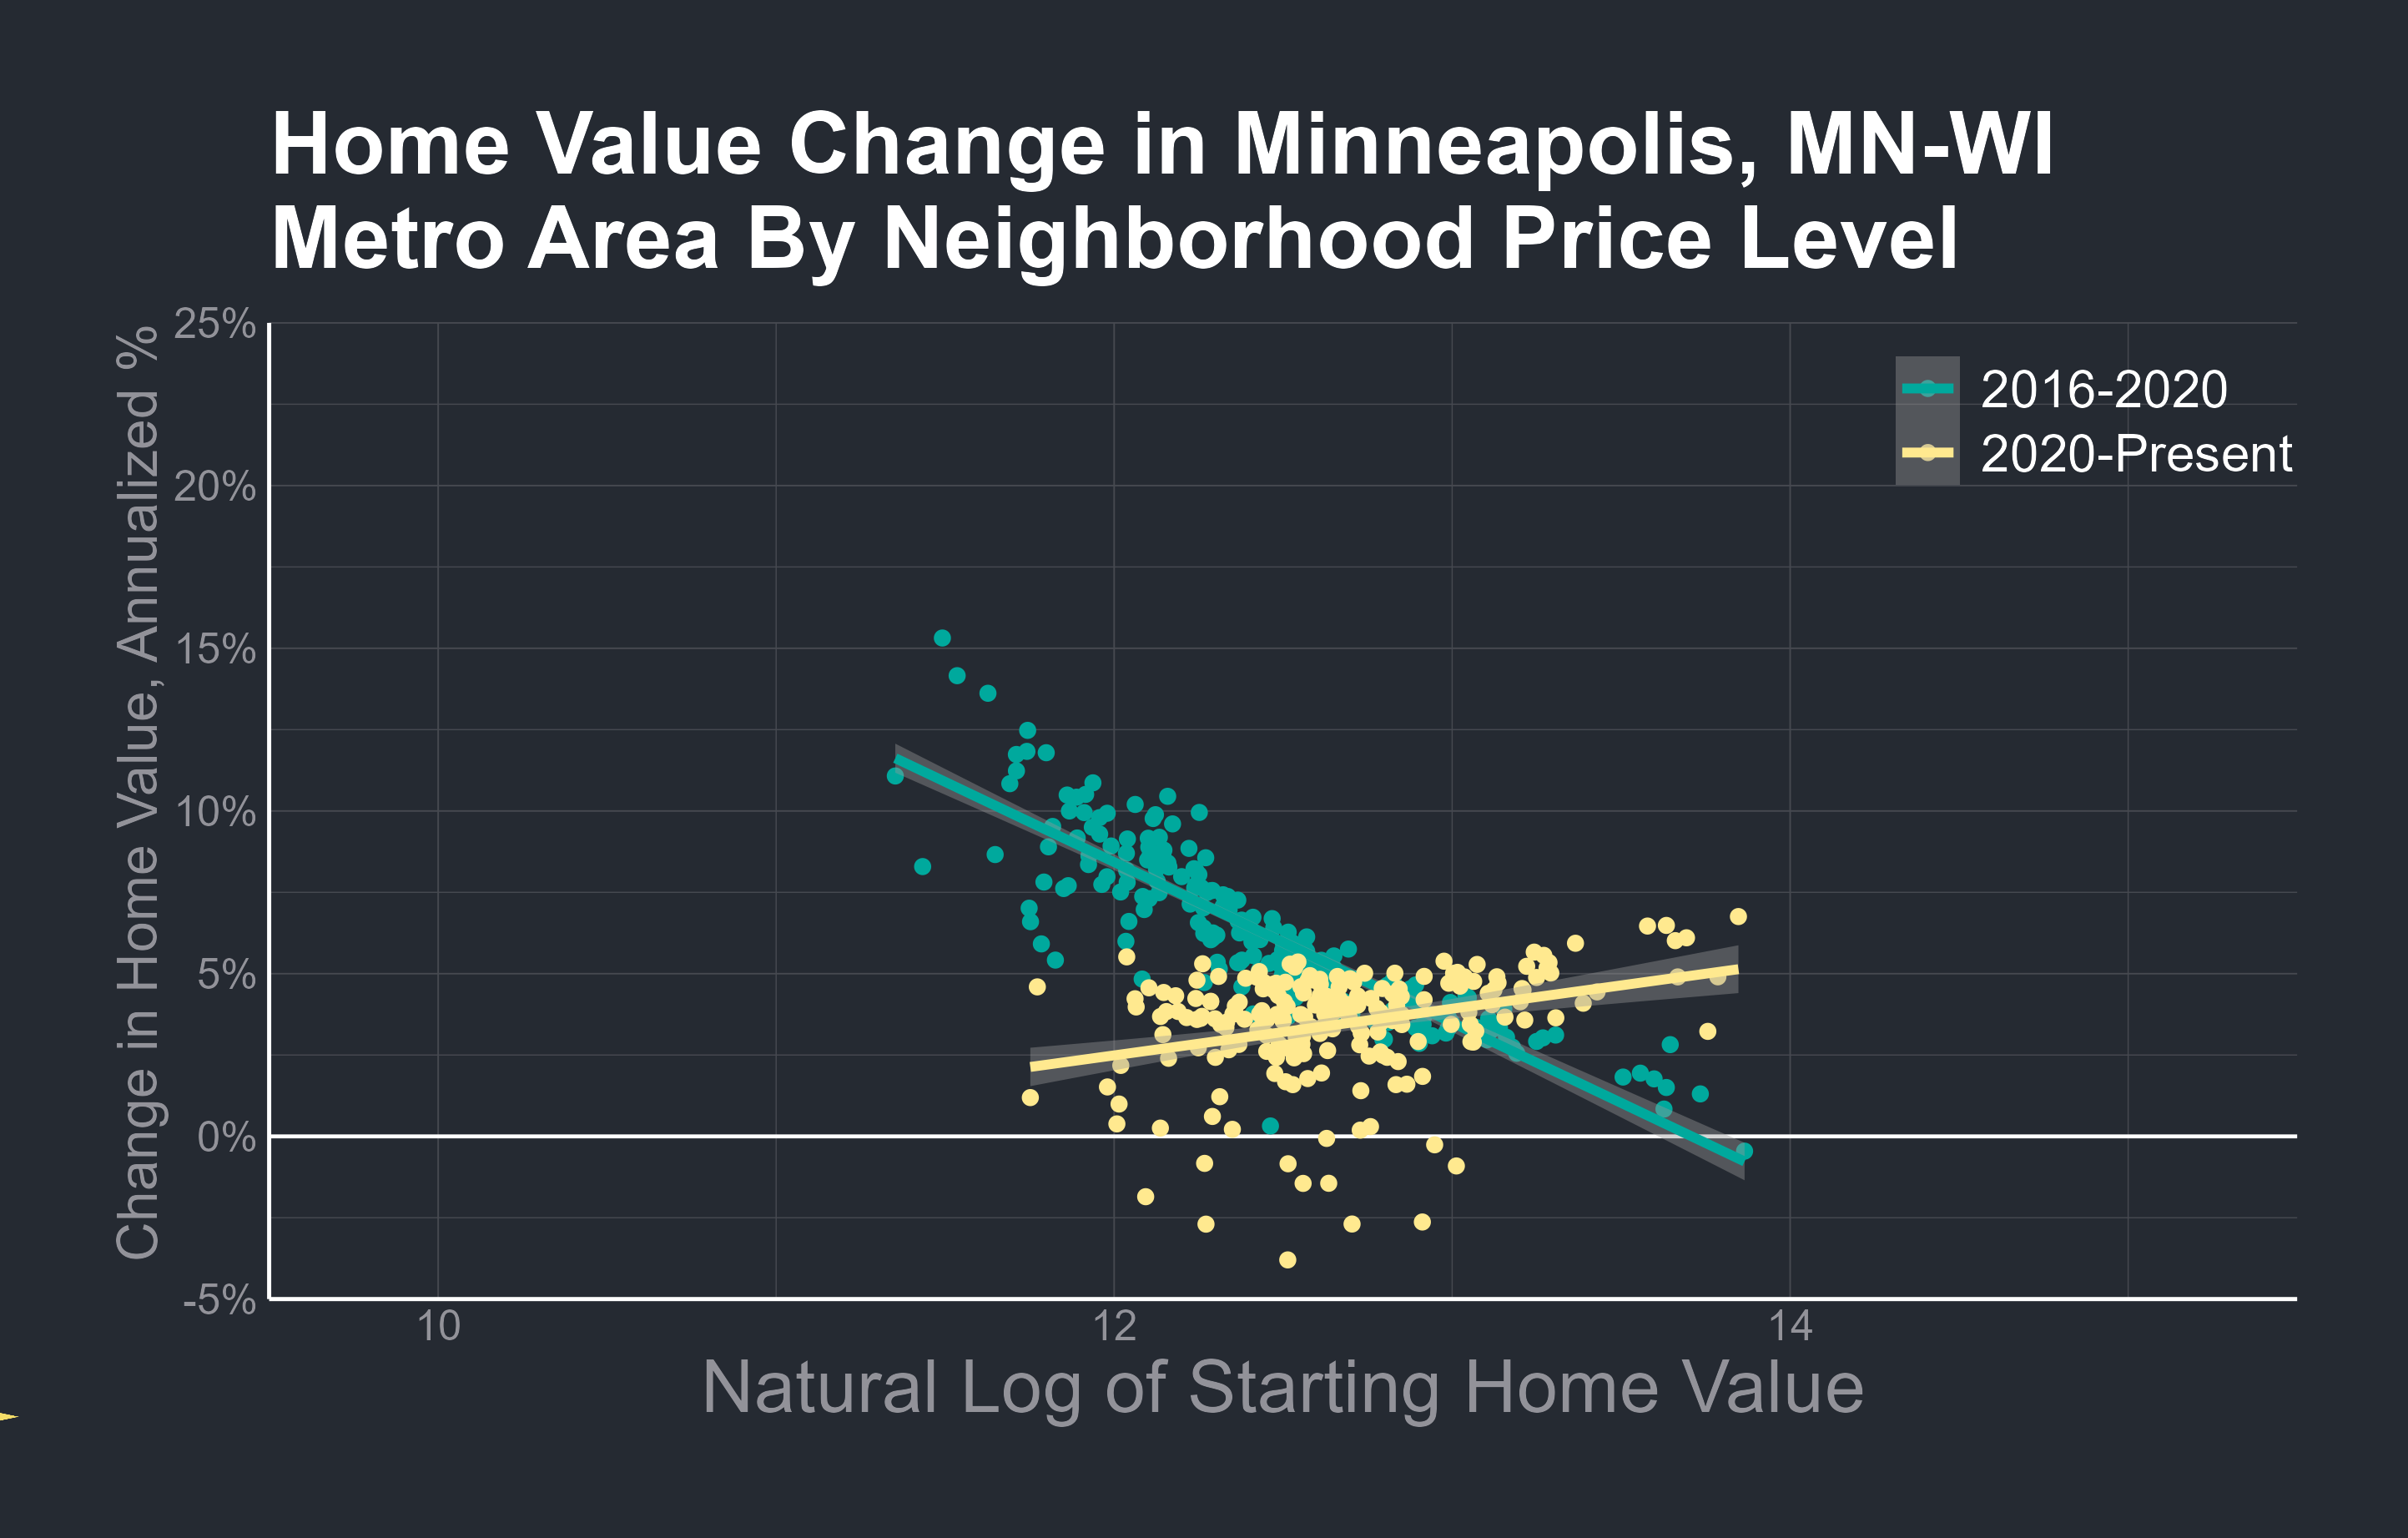 Home Value Change in Minneapolis, MN-WI
Metro Area By Neighborhood Price Level
Change in Home Value, Annualized %
25%
20%
15%
10%
5%
0%
-5%
2016-2020
2020-Present
10
12
14
Natural Log of Starting Home Value